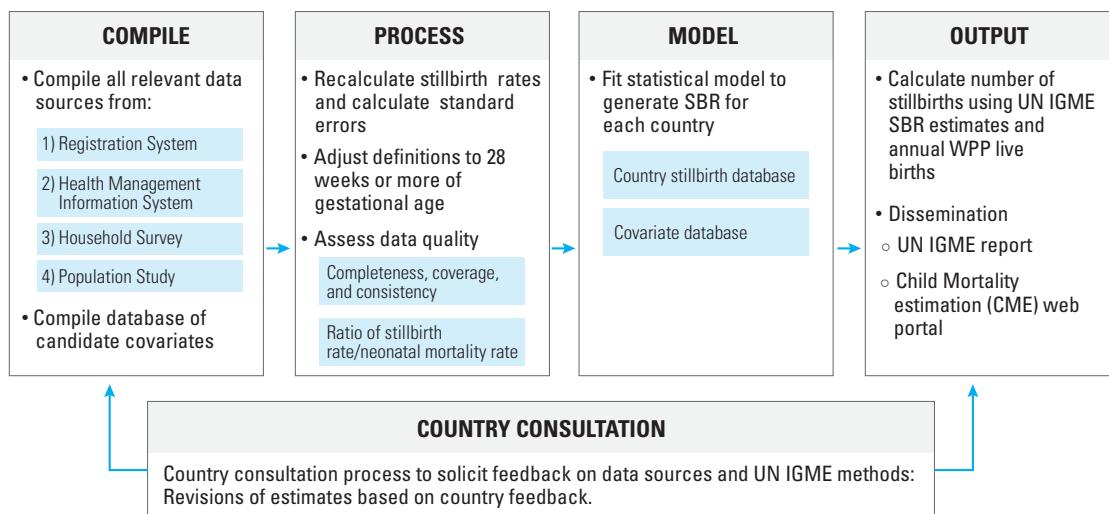 COMPILE
• Compile all relevant data
sources from:
1) Registration System
2) Health Management
Information System
3) Household Survey
4) Population Study
• Compile database of
candidate covariates
PROCESS
• Recalculate stillbirth rates
and calculate standard
errors
• Adjust definitions to 28
weeks or more of
gestational age
• Assess data quality
Completeness, coverage,
and consistency
Ratio of stillbirth
rate/neonatal mortality rate
MODEL
• Fit statistical model to
generate SBR for
each country
Country stillbirth database
Covariate database
OUTPUT
• Calculate number of
stillbirths using UN IGME
SBR estimates and
annual WPP live
births
• Dissemination
○ UN IGME report
○ Child Mortality
estimation (CME) web
portal
COUNTRY CONSULTATION
Country consultation process to solicit feedback on data sources and UN IGME methods:
Revisions of estimates based on country feedback.